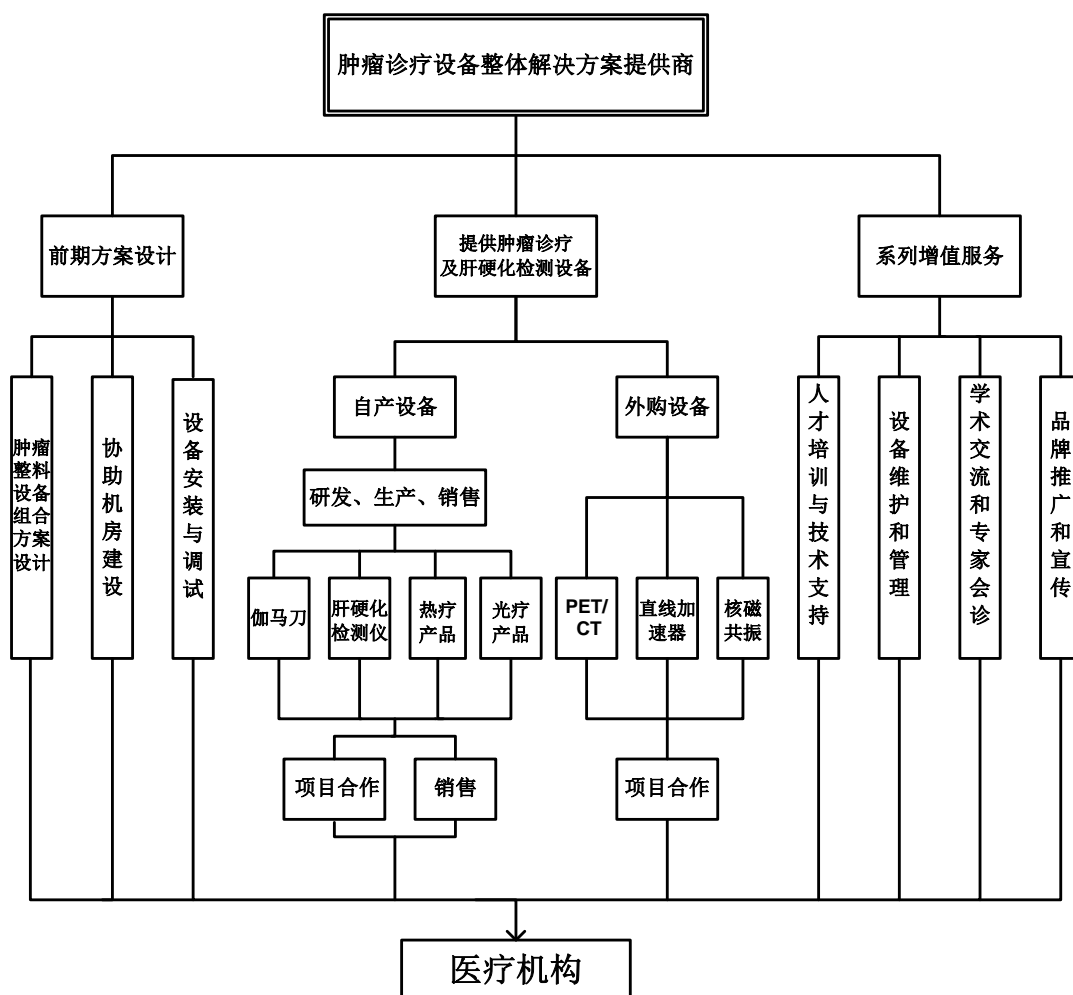 肿瘤诊疗设备整体解决方案提供商
前期方案设计
提供肿瘤诊疗
及肝硬化检测设备
系列增值服务
自产设备
外购设备
研发、生产、销售
肿瘤
整料
设备
组合
方案
设计
协助机房建设
设备安装与调试
伽马刀
肝硬化
检测仪
热疗
产品
光疗
产品
PET/
CT
直线加
速器
核磁
共振
人才培训与技术支持
设备维护和管理
学术交流和专家会诊
品牌推广和宣传
项目合作
销售
项目合作
医疗机构